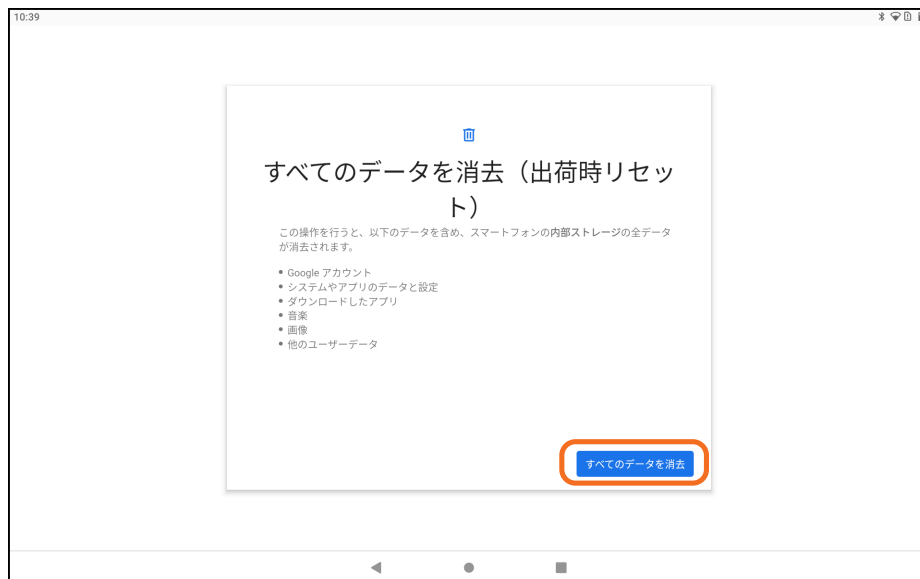 10:39
すべてのデータを消去（出荷時リセッ
ト）
この操作を行うと、以下のデータを含め、スマートフォンの内部ストレージの全データ
が消去されます。
• Google アカウント
• システムやアプリのデータと設定
• ダウンロードしたアプリ
• 音楽
• 画像
• 他のユーザーデータ
すべてのデータを消去